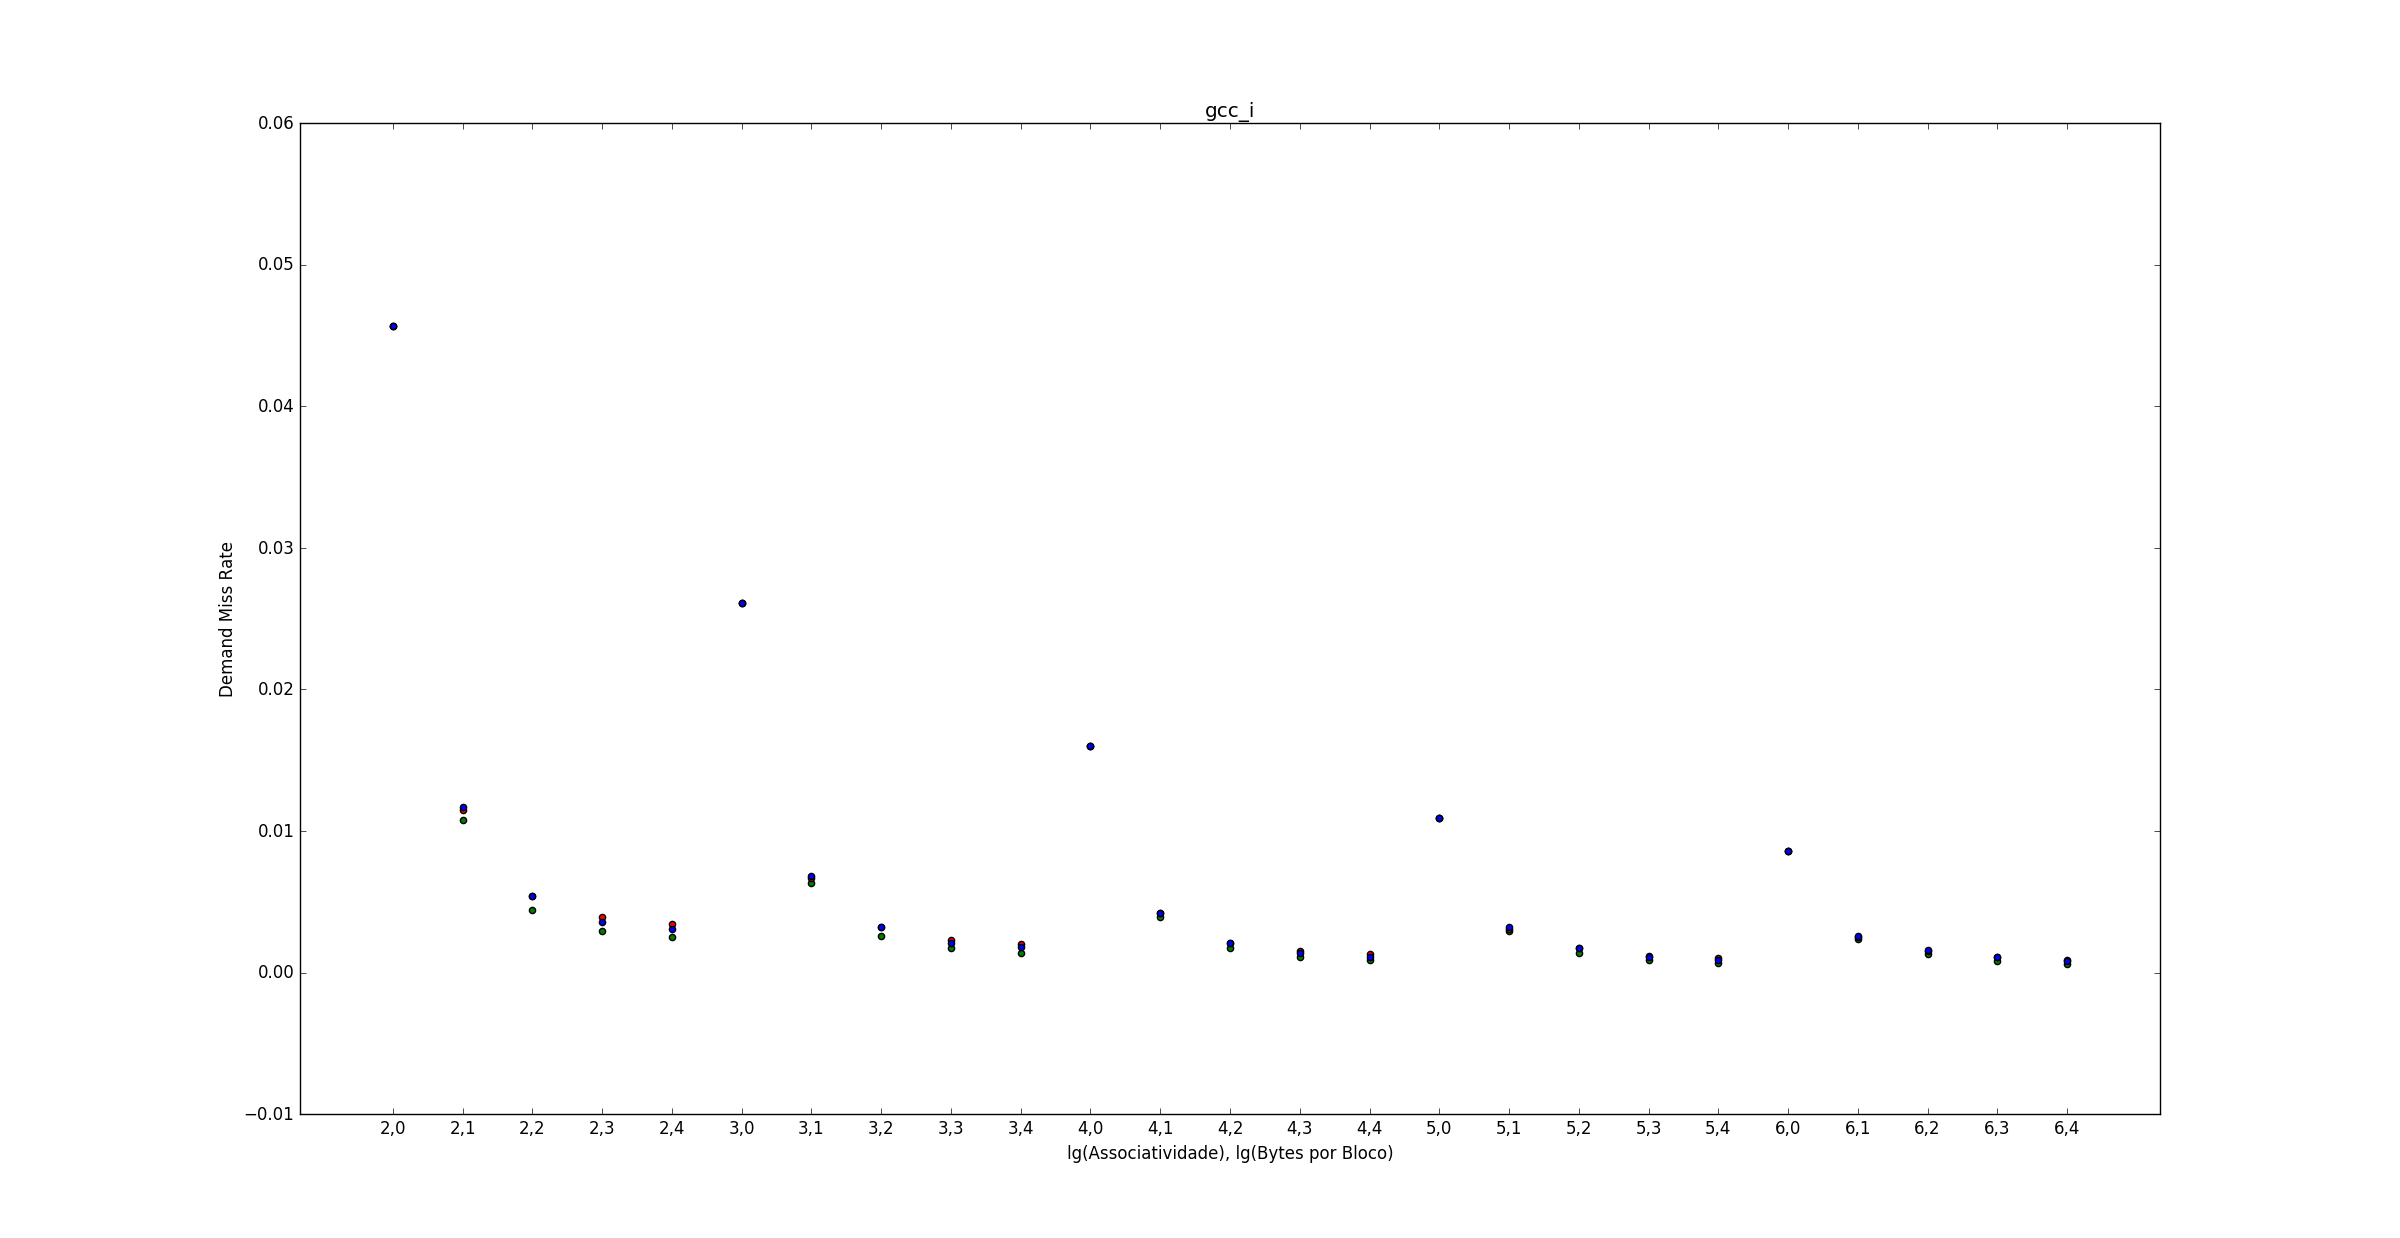 gcc_i
0.06
0.05
0.04
0.03
0.02
0.01
0.00
−0.01
Demand Miss Rate
2,0 2,1 2,2 2,3 2,4 3,0 3,1 3,2 3,3 3,4 4,0 4,1 4,2 4,3 4,4 5,0 5,1 5,2 5,3 5,4 6,0 6,1 6,2 6,3 6,4
lg(Associatividade), lg(Bytes por Bloco)